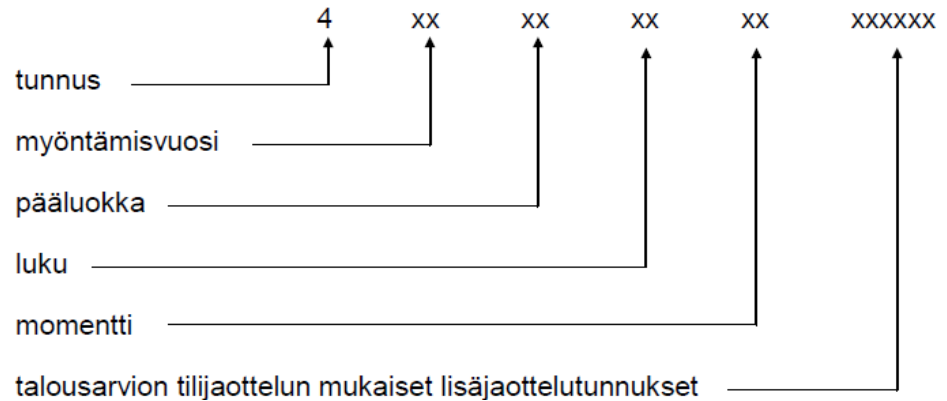 4 xx xx xx xx xxxxxx
tunnus
myöntämisvuosi
pääluokka
luku
momentti
talousarvion tilijaottelun mukaiset lisäjaottelutunnukset